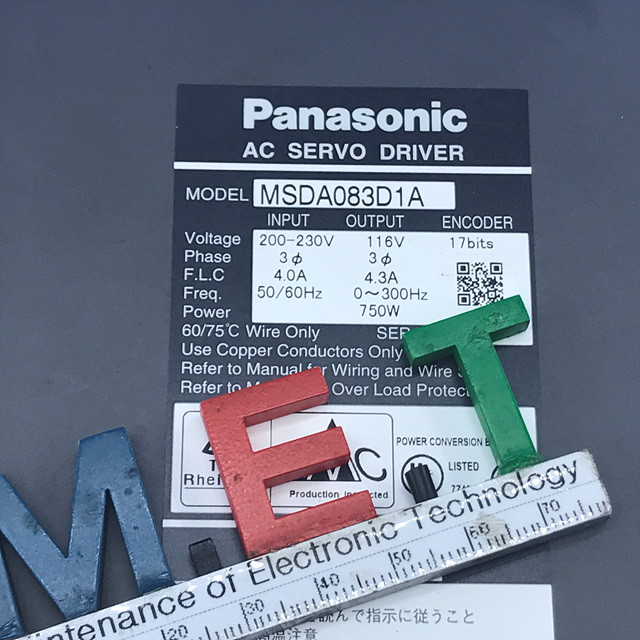 Panasonic
AC SERVO DRIVER
MODEL MSDA083D1A
INPUT OUTPUT ENCODER
Voltage 200-230V 116V 17bits
Phase 3ϕ 3ϕ
F.L.C 4.0A 4.3A
Freq. 50/60Hz 0〜300Hz
Power 750W
60/75℃ Wire Only
Use Copper Conductors Only
Refer to Manual for Wiring and Wire
Refer to Over Load
POWER CONVERSION
LISTED
Production inspected
M.E.T
of Electronic Technology
20 30 40 50 60 70
読んで指示に従うこと